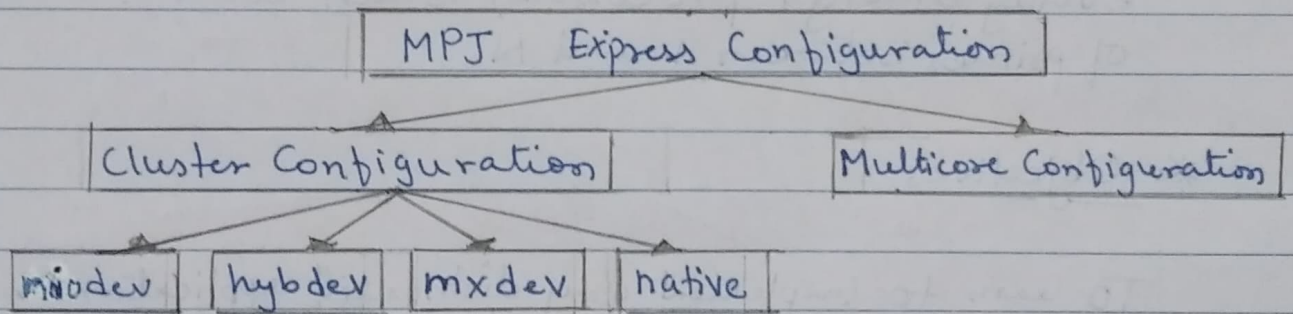 MPJ Express Configuration
Cluster Configuration Multicore Configuration
niodev hybdev mxdev native